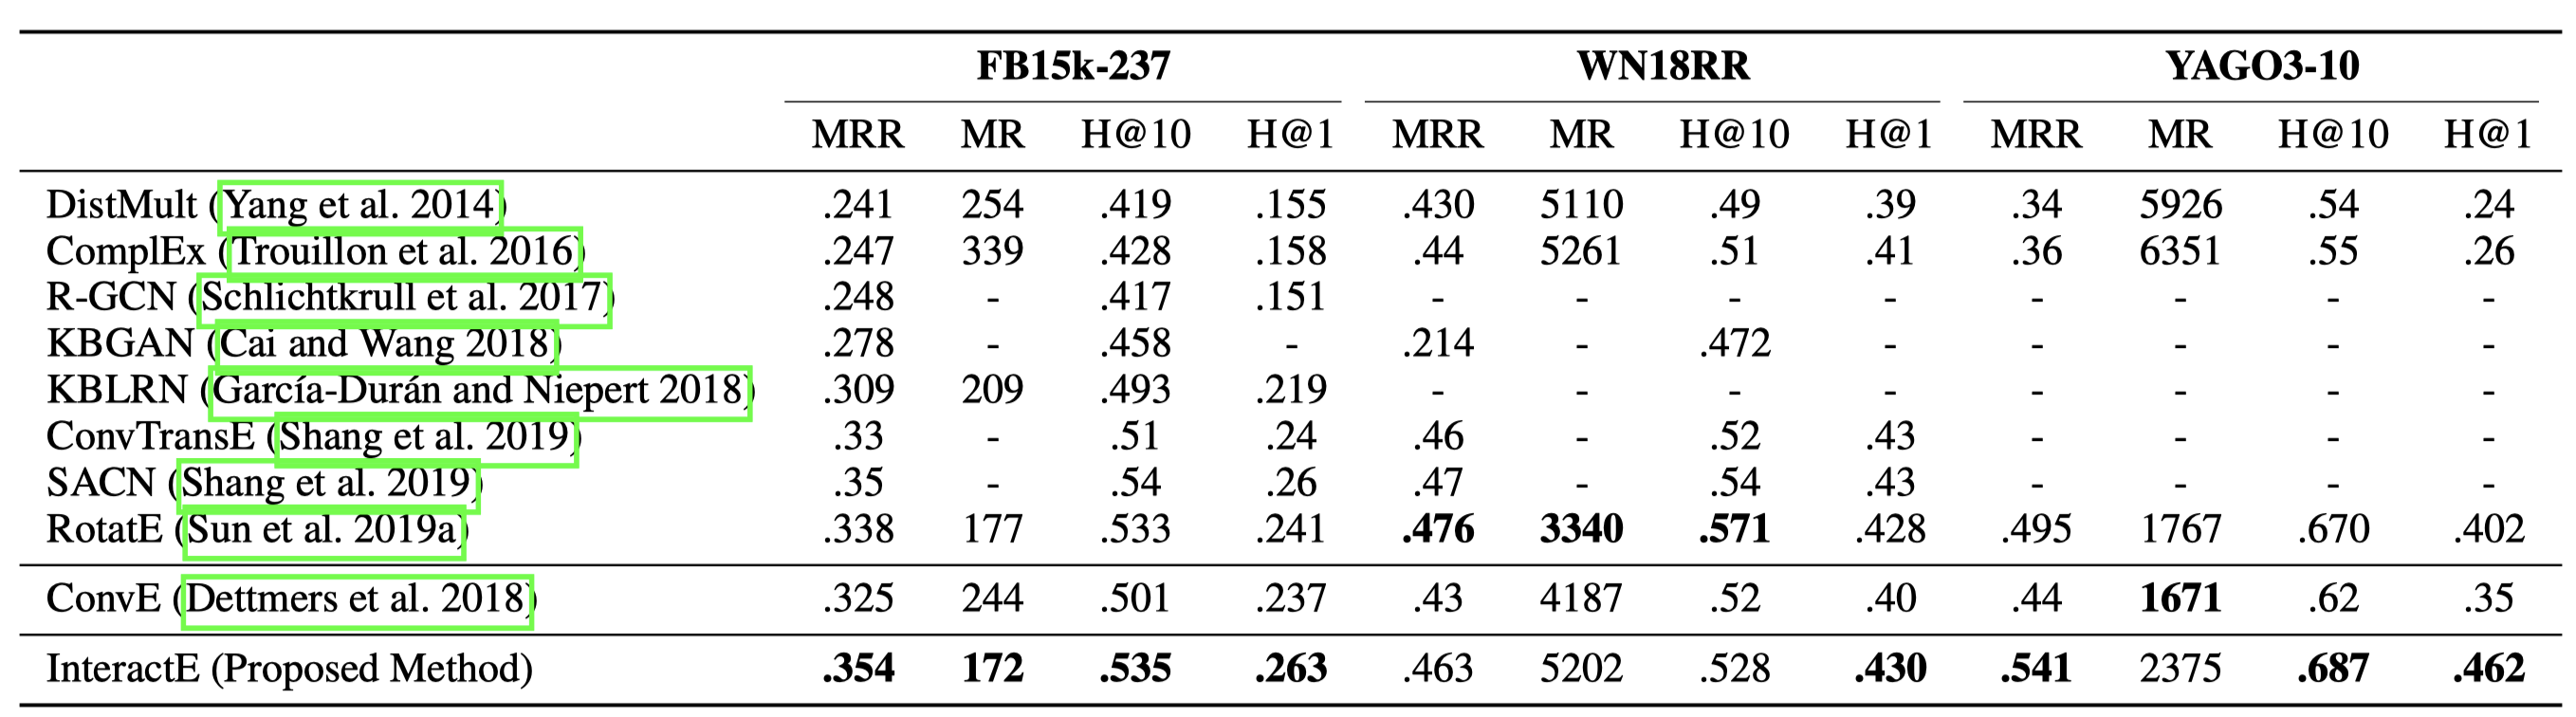 FB15k-237 WN18RR YAGO3-10
MRR MR H@10 H@1 MRR MR H@10 H@1 MRR MR H@10 H@1
DistMult (Yang et al. 2014) .241 254 .419 .155 .430 5110 .49 .39 .34 5926 .54 .24
ComplEx (Trouillon et al. 2016) .247 339 .428 .158 .44 5261 .51 .41 .36 6351 .55 .26
R-GCN (Schlichtkrull et al. 2017) .248 - .417 .151 - - - - - - - -
KBGAN (Cai and Wang 2018) .278 - .458 - .214 - .472 - - - - -
KBLRN (García-Durán and Niepert 2018) .309 209 .493 .219 - - - - - - - -
ConvTransE (Shang et al. 2019) .33 - .51 .24 .46 - .52 .43 - - - -
SACN (Shang et al. 2019) .35 - .54 .26 .47 - .54 .43 - - - -
RotatE (Sun et al. 2019a) .338 177 .533 .241 .476 3340 .571 .428 .495 1767 .670 .402
ConvE (Dettmers et al. 2018) .325 244 .501 .237 .43 4187 .52 .40 .44 1671 .62 .35
InteractE (Proposed Method) .354 172 .535 .263 .463 5202 .528 .430 .541 2375 .687 .462